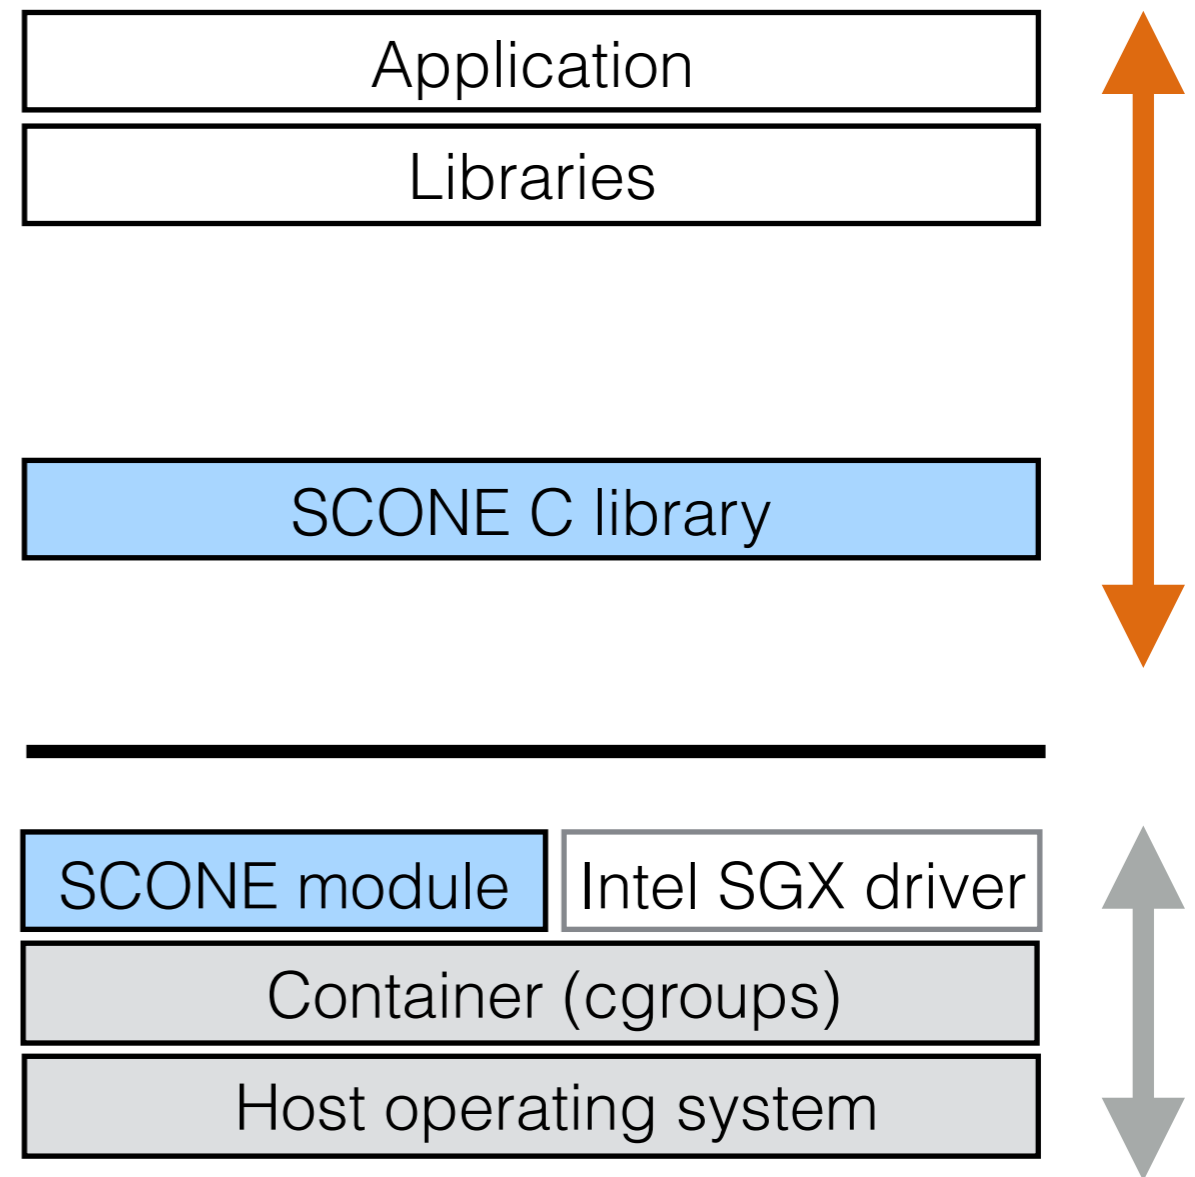 Application
Libraries
SCONE C library
SCONE module
Intel SGX driver
Container (cgroups)
Host operating system